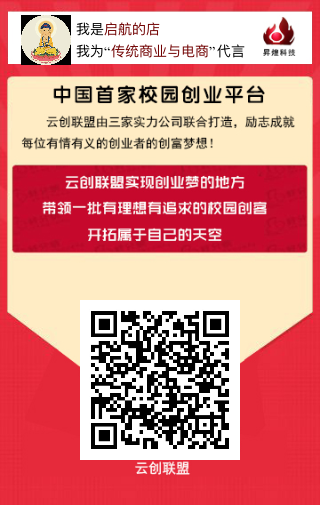 我是启航的店
我为“传统商业与电商”代言
昇煌科技
中国首家校园创业平台
云创联盟由三家实力公司联合打造，励志成就
每位有情有义的创业者的创富梦想！
云创联盟实现创业梦的地方
带领一批有理想有追求的校园创客
开拓属于自己的天空
云创联盟